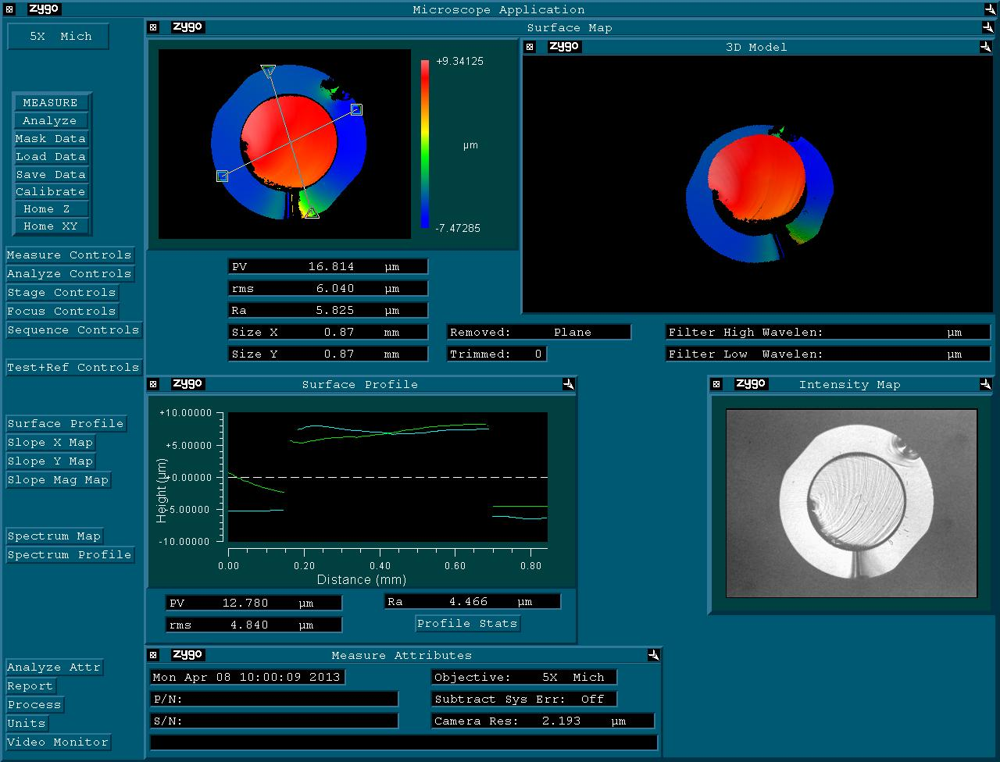 zygo Microscope Application
5X Mich
zygo Surface Map
zygo 3D Model
+9.34125
µm
-7.47285
MEASURE
Analyze
Mask Data
Load Data
Save Data
Calibrate
Home Z
Home XY
Measure Controls
Analyze Controls
Stage Controls
Focus Controls
Sequence Controls
Test+Ref Controls
Surface Profile
Slope X Map
Slope Y Map
Slope Mag Map
Spectrum Map
Spectrum Profile
Analyze Attr
Report
Process
Units
Video Monitor
PV 16.814 µm
rms 6.040 µm
Ra 5.825 µm
Size X 0.87 mm
Size Y 0.87 mm
Removed: Plane
Trimmed: 0
Filter High Wavelen: µm
Filter Low Wavelen: µm
zygo Surface Profile
+10.00000
+5.00000
+0.00000
-5.00000
-10.00000
Height (µm)
0.00 0.20 0.40 0.60 0.80
Distance (mm)
PV 12.780 µm
rms 4.840 µm
Ra 4.466 µm
Profile Stats
zygo Intensity Map
zygo Measure Attributes
Mon Apr 08 10:00:09 2013
P/N:
S/N:
Objective: 5X Mich
Subtract Sys Err: Off
Camera Res: 2.193 µm